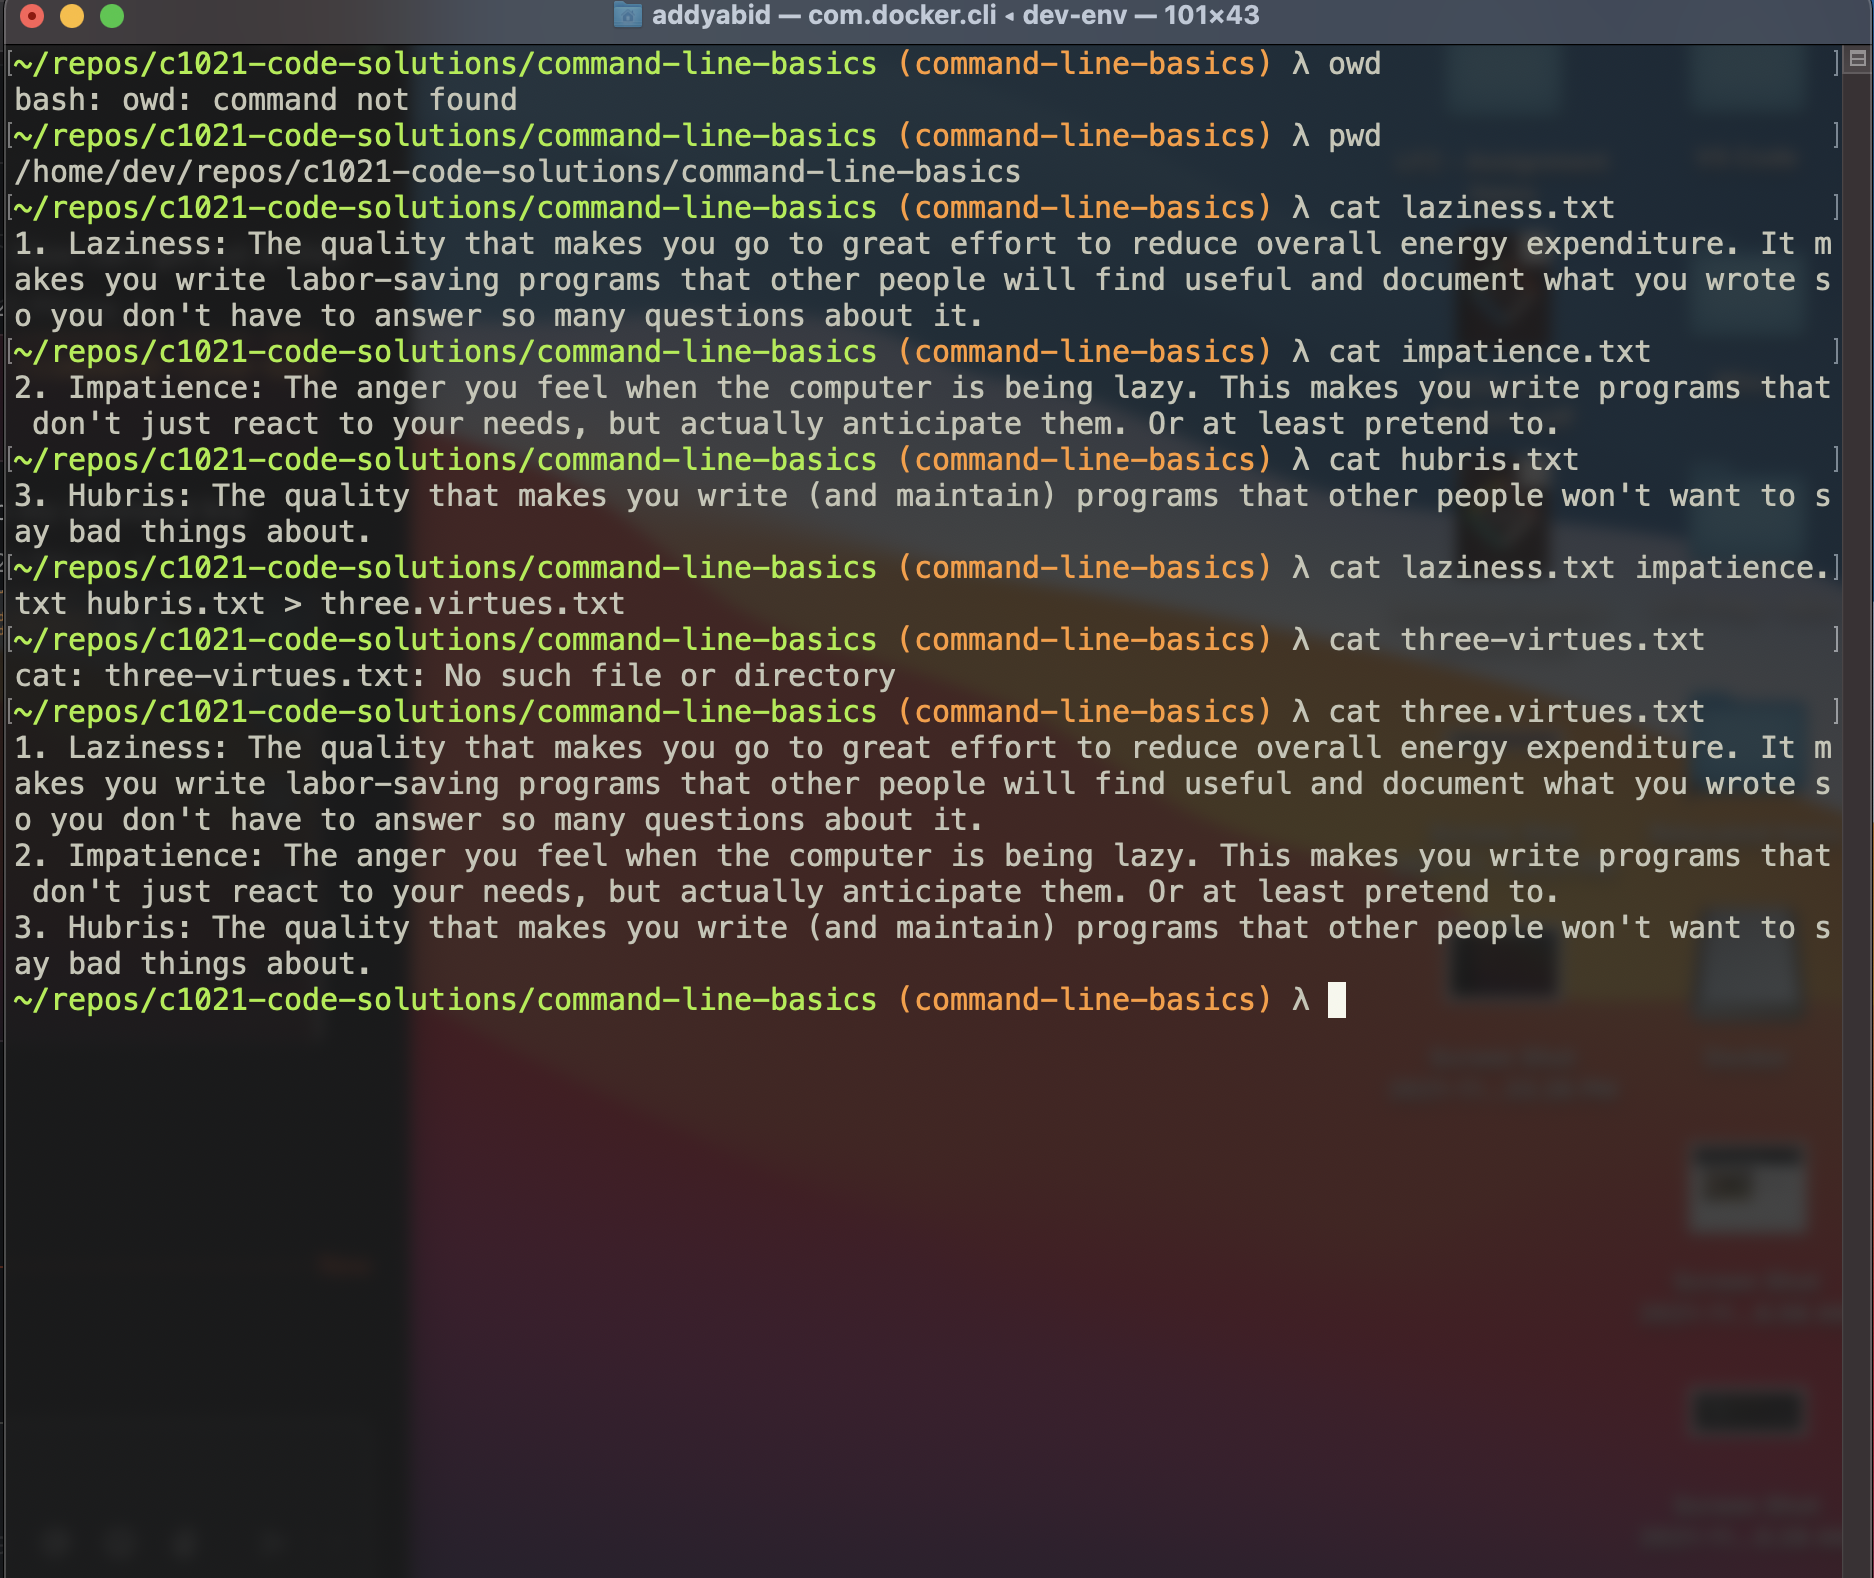 addyabid — com.docker.cli ◂ dev-env — 101×43
~/repos/c1021-code-solutions/command-line-basics (command-line-basics) λ owd
bash: owd: command not found
~/repos/c1021-code-solutions/command-line-basics (command-line-basics) λ pwd
/home/dev/repos/c1021-code-solutions/command-line-basics
~/repos/c1021-code-solutions/command-line-basics (command-line-basics) λ cat laziness.txt
1. Laziness: The quality that makes you go to great effort to reduce overall energy expenditure. It m
akes you write labor-saving programs that other people will find useful and document what you wrote s
o you don't have to answer so many questions about it.
~/repos/c1021-code-solutions/command-line-basics (command-line-basics) λ cat impatience.txt
2. Impatience: The anger you feel when the computer is being lazy. This makes you write programs that
 don't just react to your needs, but actually anticipate them. Or at least pretend to.
~/repos/c1021-code-solutions/command-line-basics (command-line-basics) λ cat hubris.txt
3. Hubris: The quality that makes you write (and maintain) programs that other people won't want to s
ay bad things about.
~/repos/c1021-code-solutions/command-line-basics (command-line-basics) λ cat laziness.txt impatience.
txt hubris.txt > three.virtues.txt
~/repos/c1021-code-solutions/command-line-basics (command-line-basics) λ cat three-virtues.txt
cat: three-virtues.txt: No such file or directory
~/repos/c1021-code-solutions/command-line-basics (command-line-basics) λ cat three.virtues.txt
1. Laziness: The quality that makes you go to great effort to reduce overall energy expenditure. It m
akes you write labor-saving programs that other people will find useful and document what you wrote s
o you don't have to answer so many questions about it.
2. Impatience: The anger you feel when the computer is being lazy. This makes you write programs that
 don't just react to your needs, but actually anticipate them. Or at least pretend to.
3. Hubris: The quality that makes you write (and maintain) programs that other people won't want to s
ay bad things about.
~/repos/c1021-code-solutions/command-line-basics (command-line-basics) λ